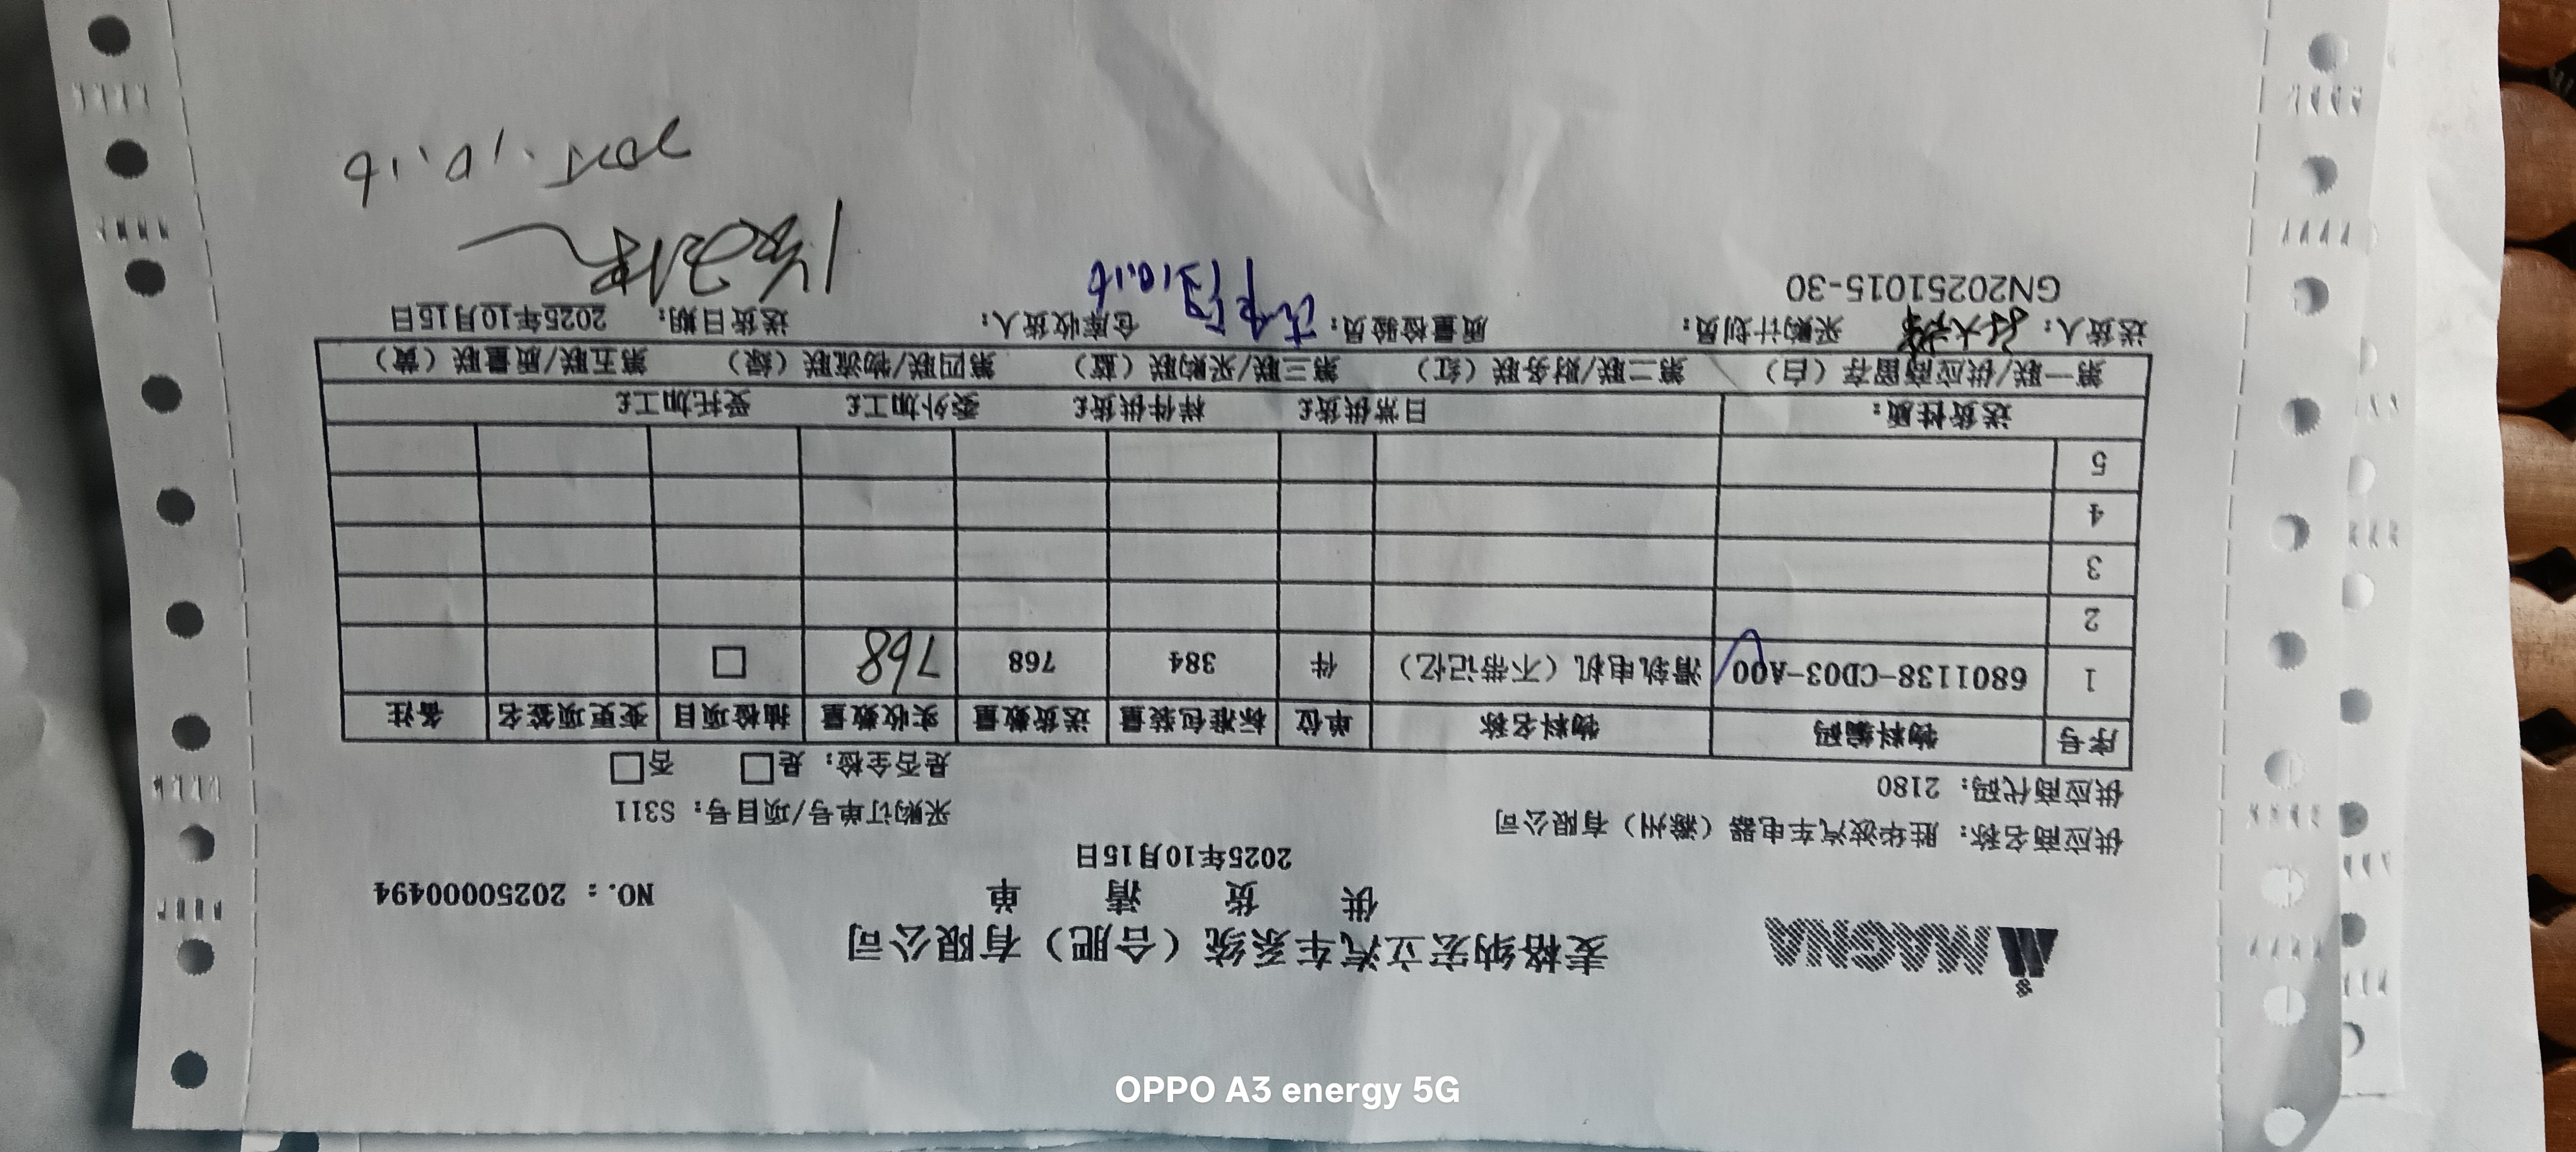 MAGNA
麦格纳宏立汽车系统（合肥）有限公司
供 货 清 单
NO.: 20250000494
2025年10月15日
供应商名称: 胜华波汽车电器（滁州）有限公司
采购订单号/项目号: S311
供应商代码: 2180
是否全检: 是□ 否□
序号 物料编码 物料名称 单位 标准包装量 送货数量 实收数量 抽检项目 变更项签名 备注
1 6801138-CD03-A00 滑轨电机（不带记忆） 件 384 768 768 □
2
3
4
5
送货性质: 日常供货£ 样件供货£ 委外加工£ 受托加工£
第一联/供应商留存（白） 第二联/财务联（红） 第三联/采购联（蓝） 第四联/物流联（绿） 第五联/质量联（黄）
送货人: 采购计划员: 质量检验员: 仓库收货人: 送货日期: 2025年10月15日
GN20251015-30
10.16
2025.10.16
OPPO A3 energy 5G